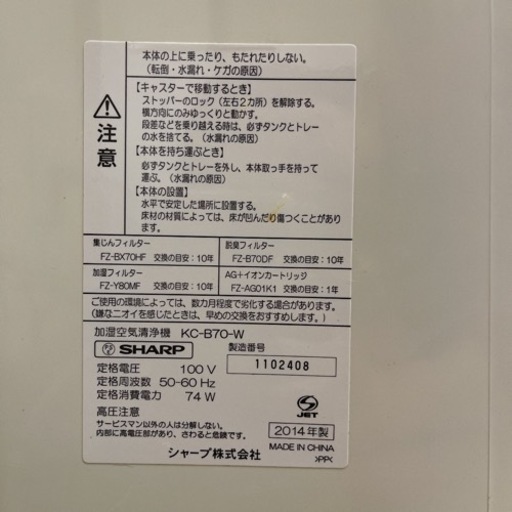 本体の上に乗ったり、もたれたりしない。
（転倒・水漏れ・ケガの原因）
注意
【キャスターで移動するとき】
ストッパーのロック（左右２カ所）を解除する。
横方向にのみゆっくりと動かす。
段差などを乗り越える時は、必ずタンクとトレー
の水を捨てる。（水漏れの原因）
【本体を持ち運ぶとき】
必ずタンクとトレーを外し、本体取っ手を持って
運ぶ。（水漏れの原因）
【本体の設置】
水平で安定した場所に設置する。
床材の材質によっては、床が凹んだり傷つくことがあり
ます。
集じんフィルター
FZ-BX70HF 交換の目安：10年
脱臭フィルター
FZ-B70DF 交換の目安：10年
加湿フィルター
FZ-Y80MF 交換の目安：10年
AG+イオンカートリッジ
FZ-AG01K1 交換の目安：1年
ご使用の環境によっては、数カ月程度で劣化する場合があります。
（嫌なニオイを感じたときは、早めの交換をおすすめします。）
加湿空気清浄機 KC-B70-W
SHARP
製造番号
1102408
定格電圧 100 V
定格周波数 50-60 Hz
定格消費電力 74 W
高圧注意
サービスマン以外の人は分解しない。
内部に高電圧部があり、さわると危険です。
JET
2014年製
MADE IN CHINA
シャープ株式会社
>PP<